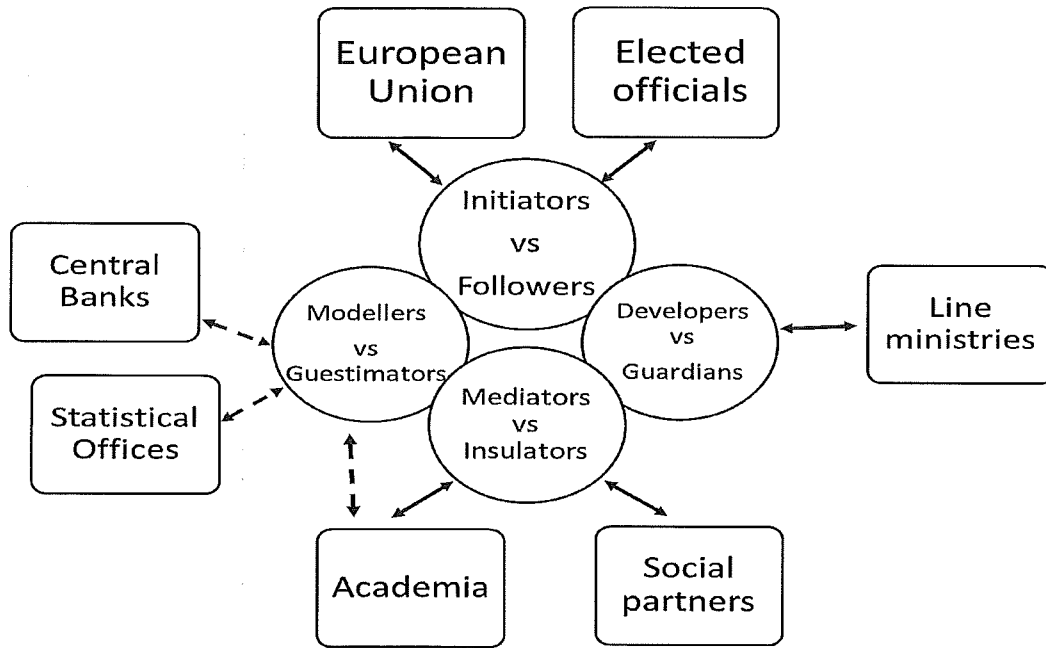 European
Union
Elected
officials
Initiators
vs
Followers
Central
Banks
Modellers
vs
Guestimators
Developers
vs
Guardians
Line
ministries
Mediators
vs
Insulators
Statistical
Offices
Academia
Social
partners